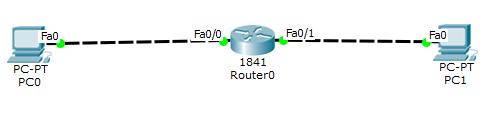 Fa0 Fa0/0 Fa0/1 Fa0
PC-PT 1841 PC-PT
PC0 Router0 PC1